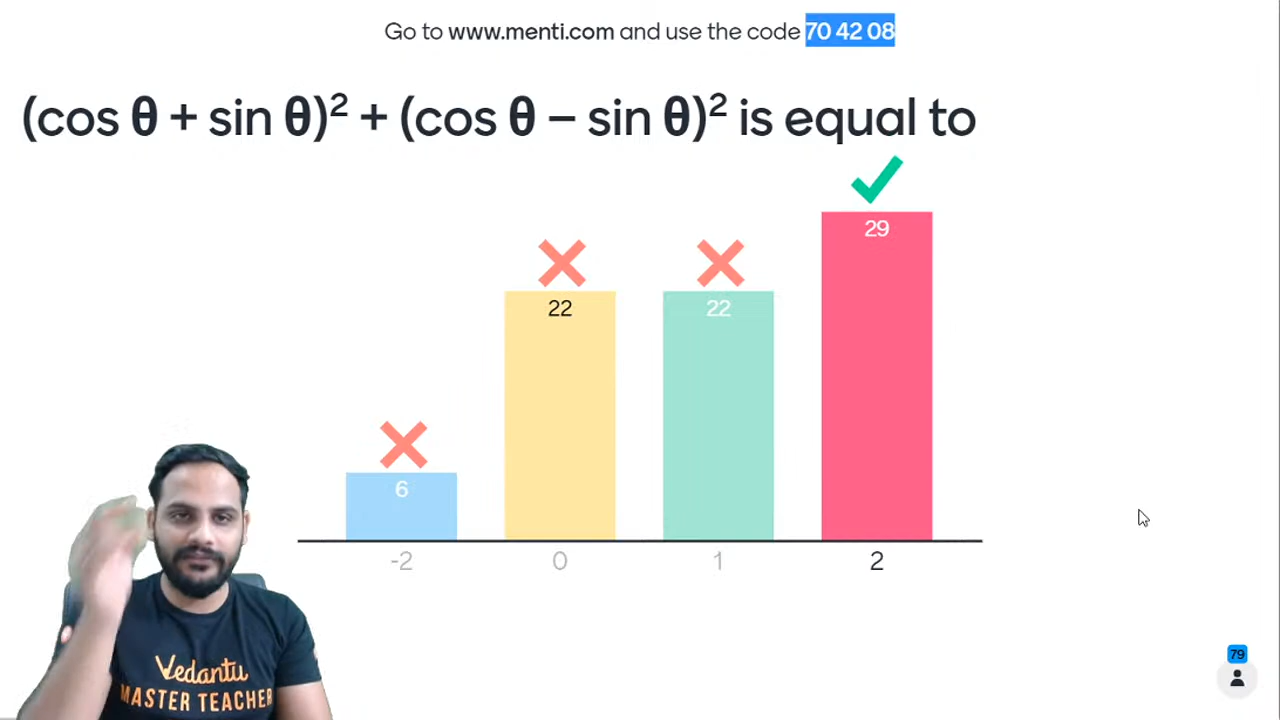 Go to www.menti.com and use the code 70 42 08
(cos θ + sin θ)² + (cos θ – sin θ)² is equal to
29
22
22
6
-2
0
1
2
79
Vedantu
MASTER TEACHER